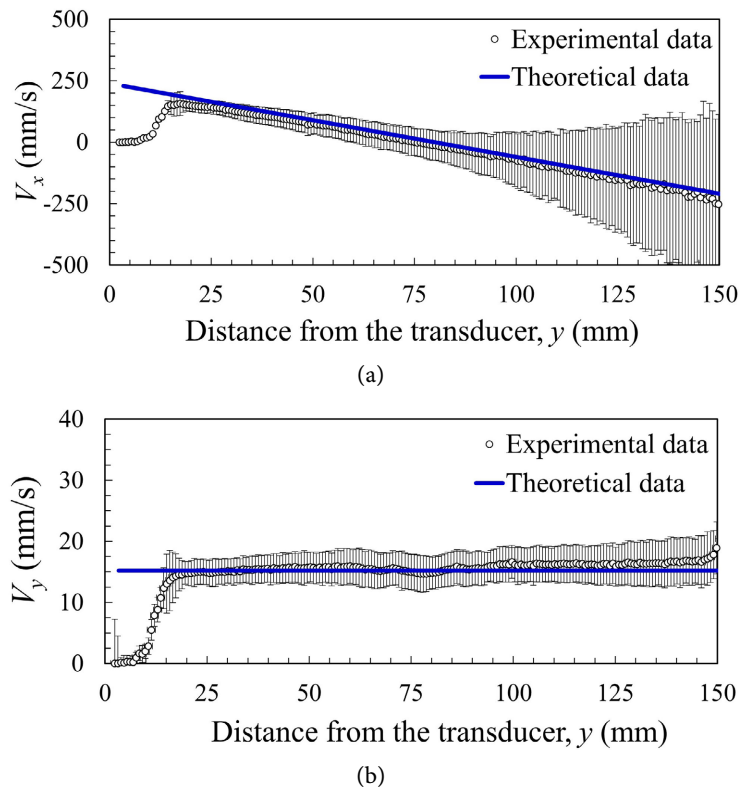 500
250
0
-250
-500
V_x (mm/s)
Experimental data
Theoretical data
0 25 50 75 100 125 150
Distance from the transducer, y (mm)
(a)
40
30
20
10
0
V_y (mm/s)
Experimental data
Theoretical data
0 25 50 75 100 125 150
Distance from the transducer, y (mm)
(b)